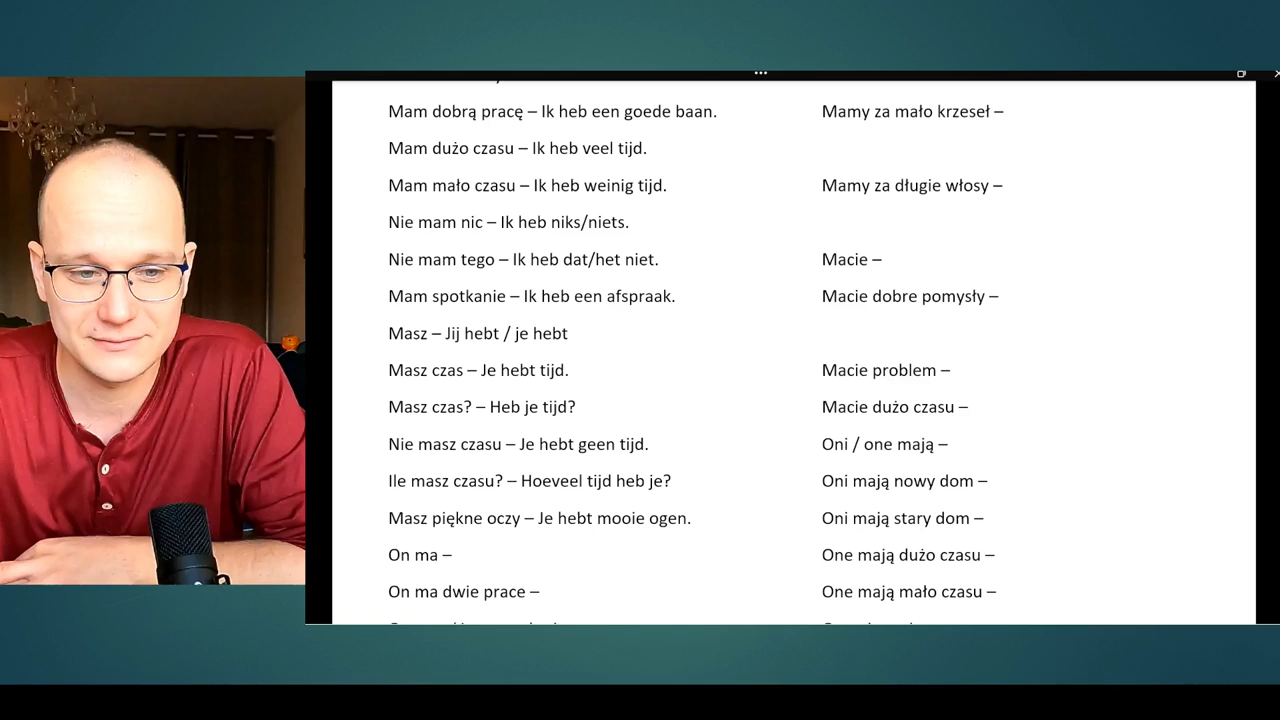 Mam dobrą pracę – Ik heb een goede baan.
Mam dużo czasu – Ik heb veel tijd.
Mam mało czasu – Ik heb weinig tijd.
Nie mam nic – Ik heb niks/niets.
Nie mam tego – Ik heb dat/het niet.
Mam spotkanie – Ik heb een afspraak.
Masz – Jij hebt / je hebt
Masz czas – Je hebt tijd.
Masz czas? – Heb je tijd?
Nie masz czasu – Je hebt geen tijd.
Ile masz czasu? – Hoeveel tijd heb je?
Masz piękne oczy – Je hebt mooie ogen.
On ma –
On ma dwie prace –
Mamy za mało krzeseł –
Mamy za długie włosy –
Macie –
Macie dobre pomysły –
Macie problem –
Macie dużo czasu –
Oni / one mają –
Oni mają nowy dom –
Oni mają stary dom –
One mają dużo czasu –
One mają mało czasu –